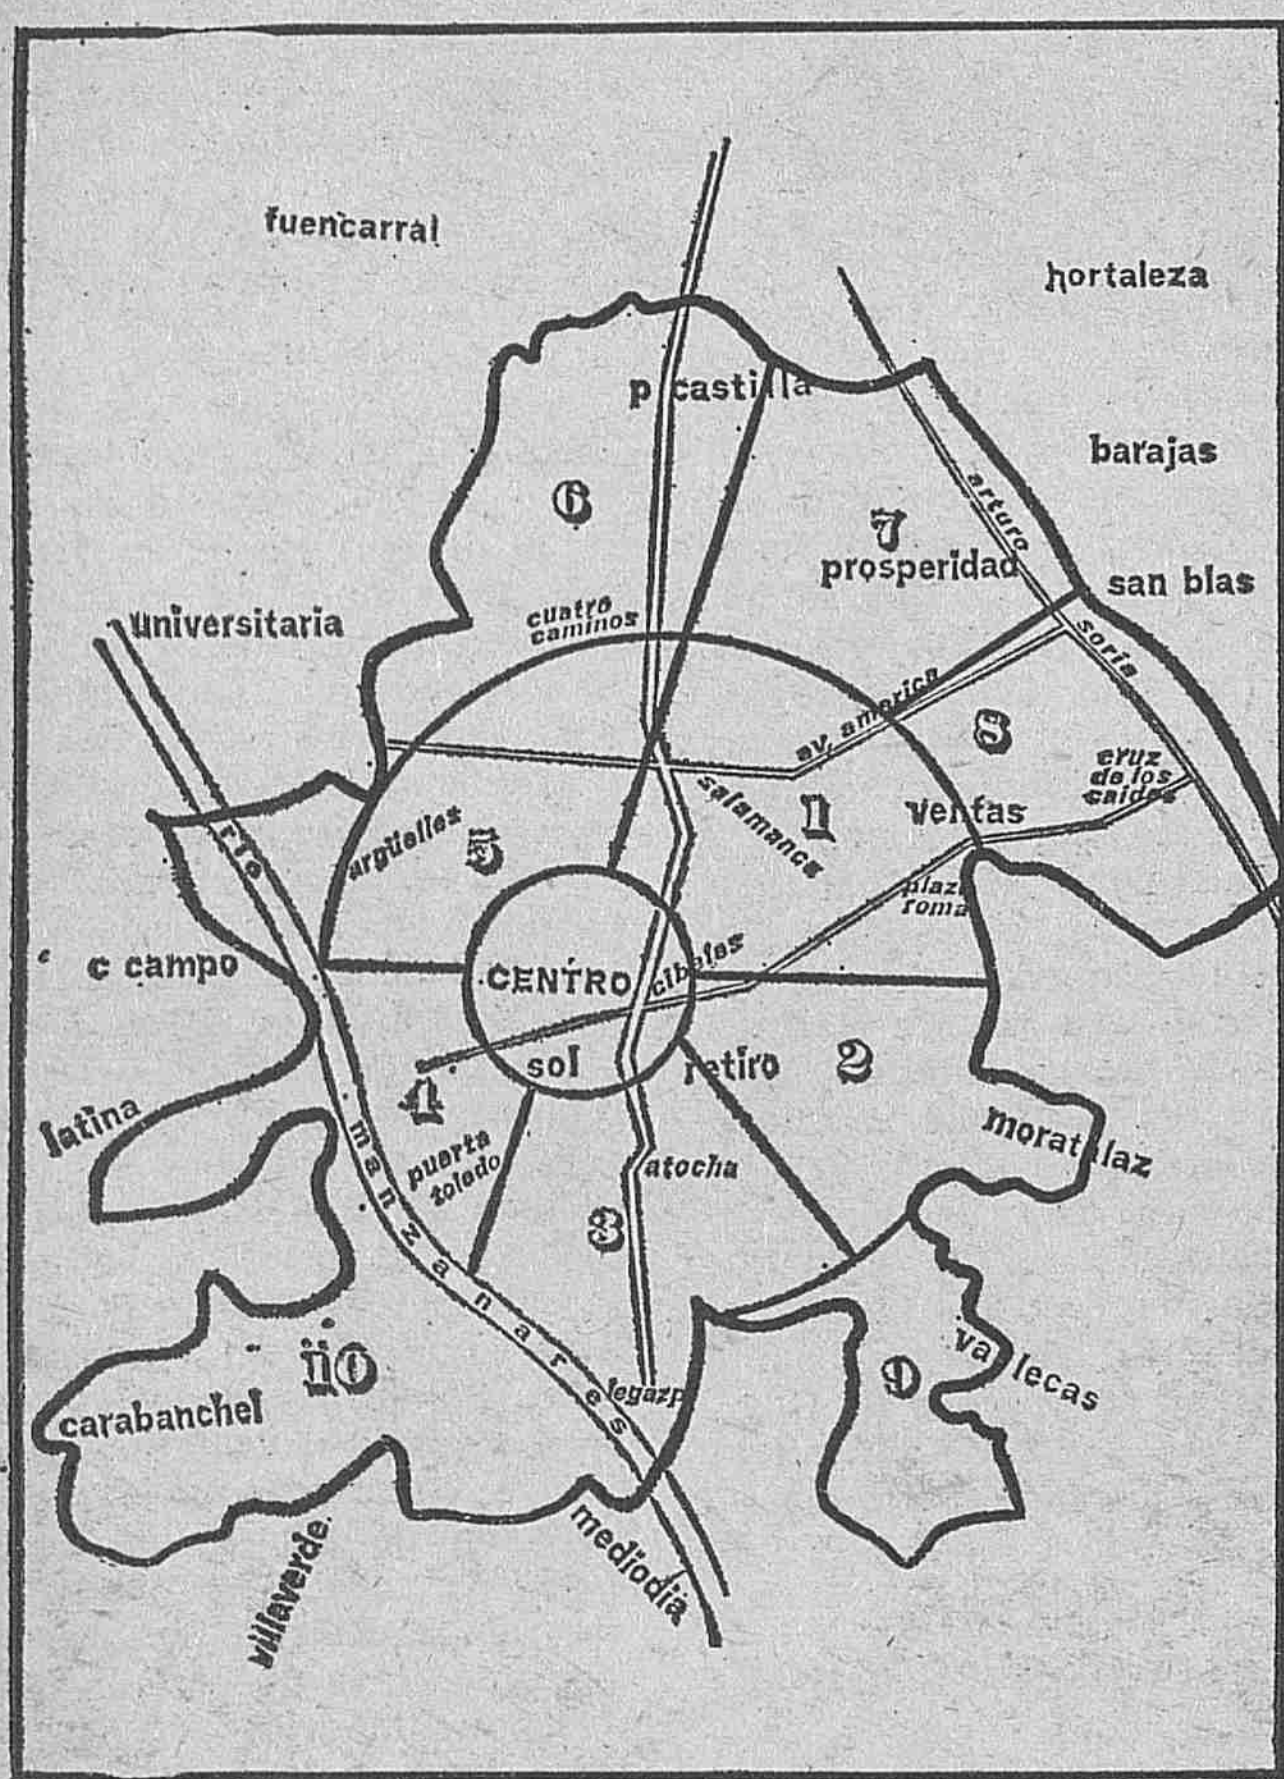 fuencarral
hortaleza
p castilla
barajas
6
7
arturo
prosperidad
san blas
cuatro
caminos
universitaria
soria
av. america
8
cruz
de los
caidos
salamanca
1
ventas
argüelles
5
rio
plaza
roma
c campo
CENTRO
cibeles
sol
retiro
2
4
latina
moratalaz
puerta
toledo
manzanares
atocha
3
vallecas
10
9
carabanchel
legazpi
villaverde
mediodia